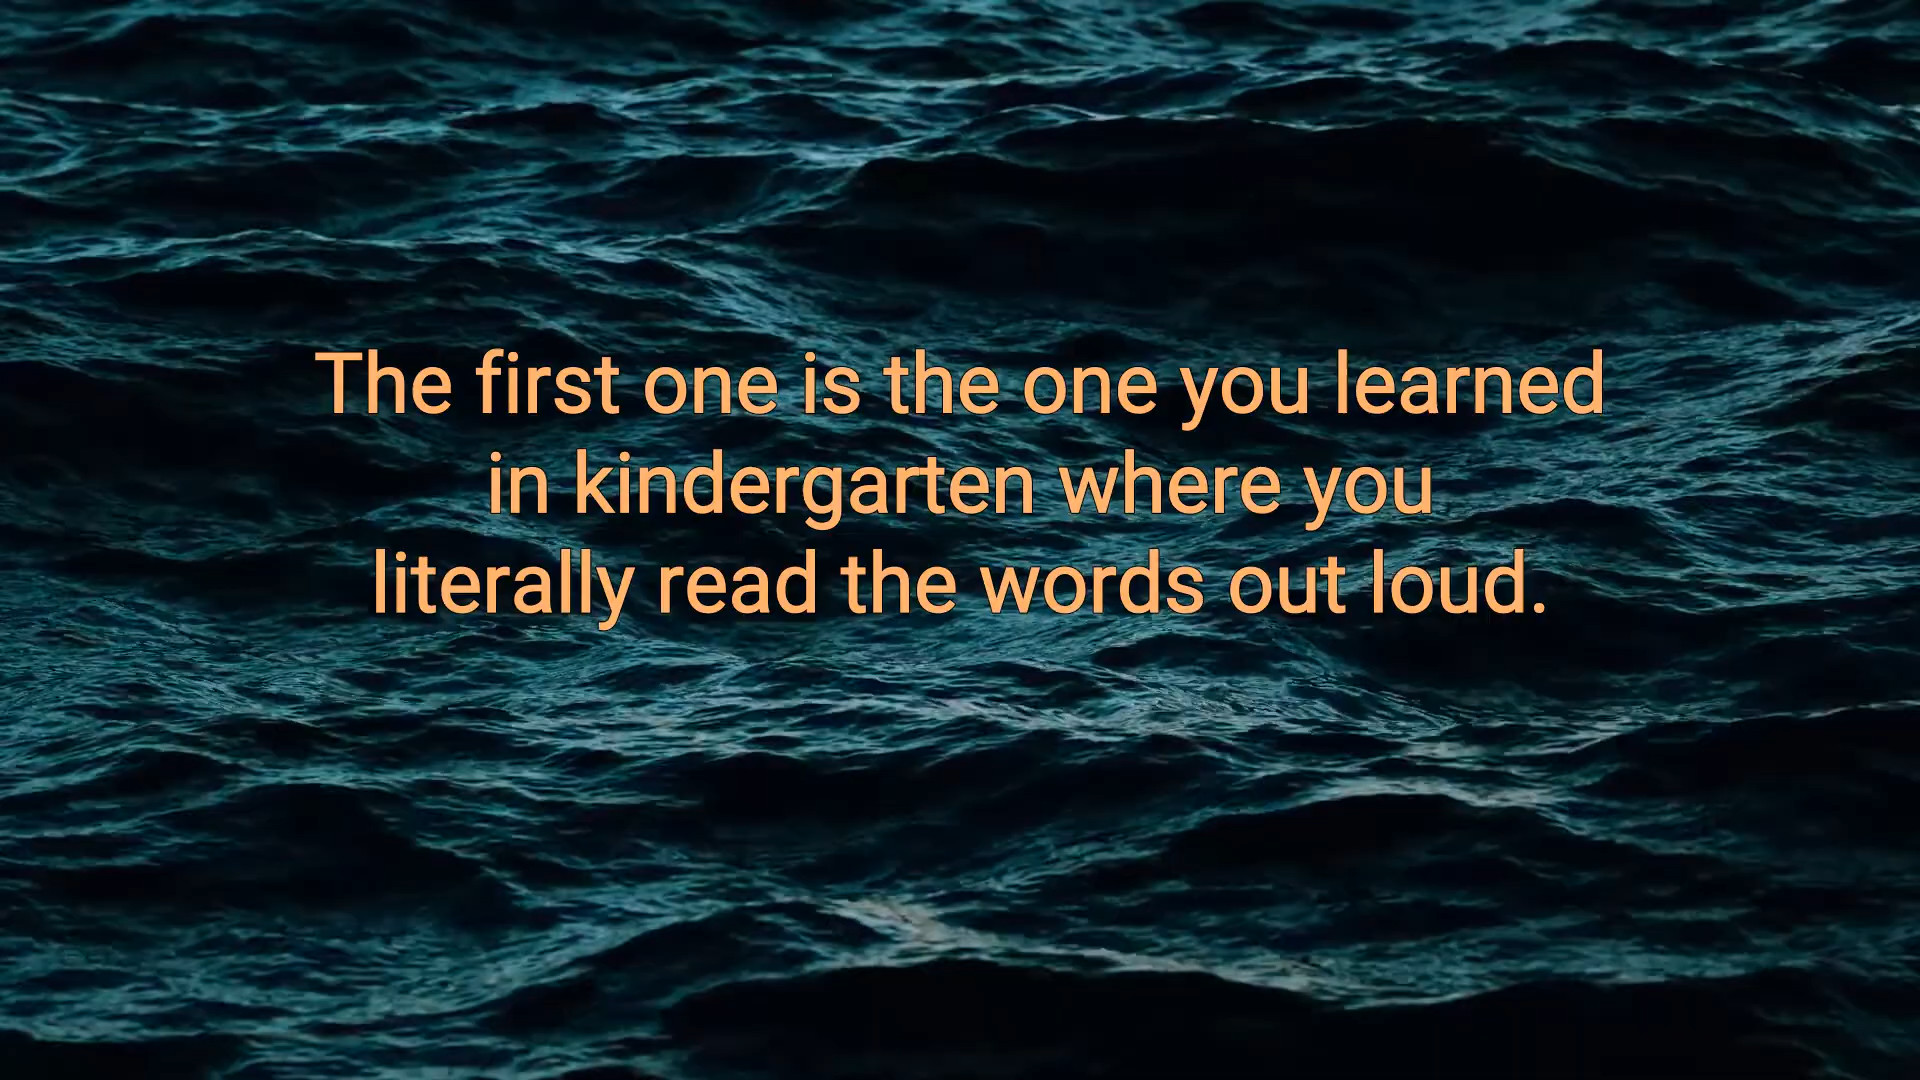 The first one is the one you learned
in kindergarten where you
literally read the words out loud.